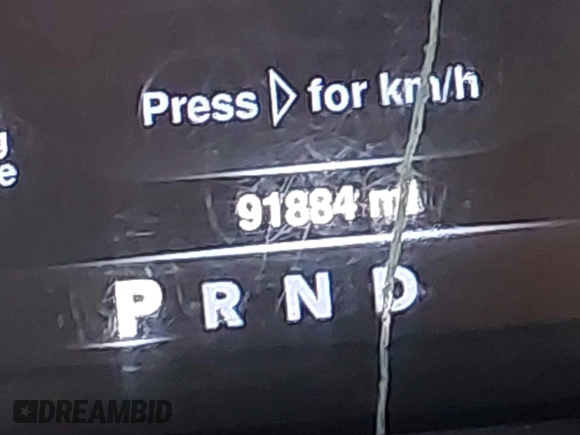 Press ▷ for km/h
g
e
91884 mi
P R N D
DREAMBID